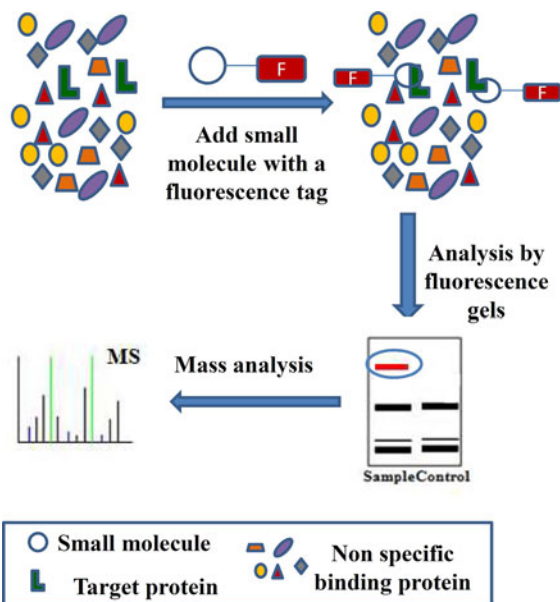 F
Add small
molecule with a
fluorescence tag
F
F
Analysis by
fluorescence
gels
MS
Mass analysis
SampleControl
Small molecule
Target protein
Non specific
binding protein